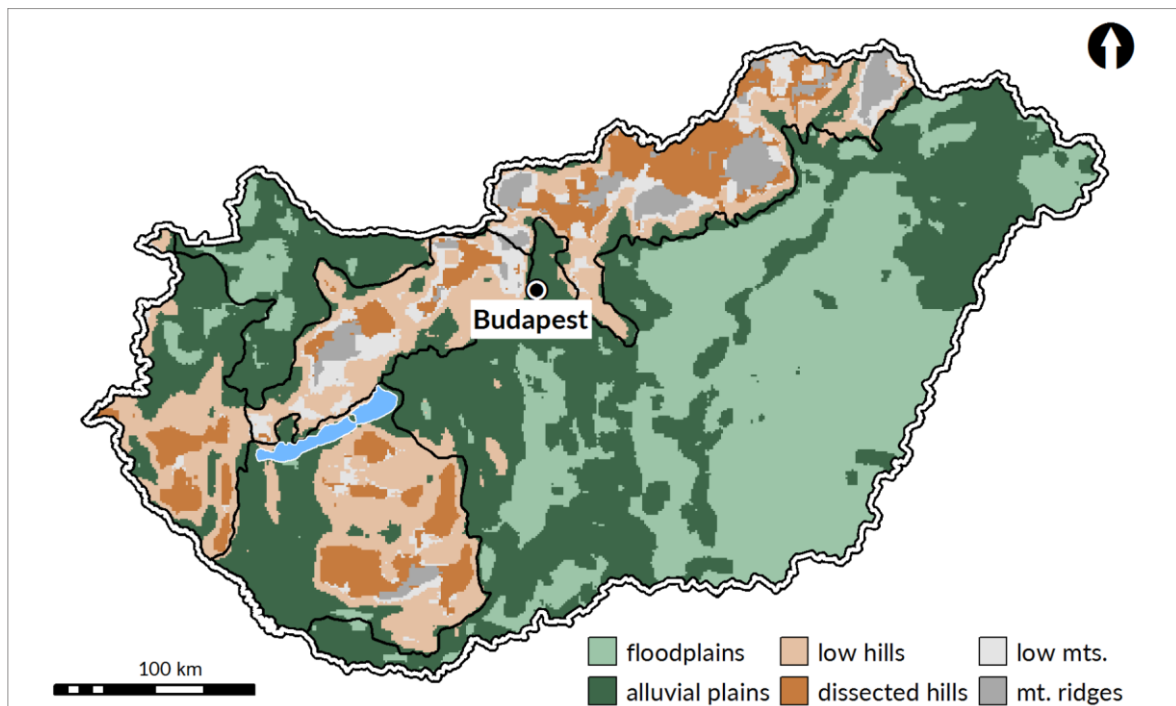 Budapest
100 km
floodplains
low hills
low mts.
alluvial plains
dissected hills
mt. ridges